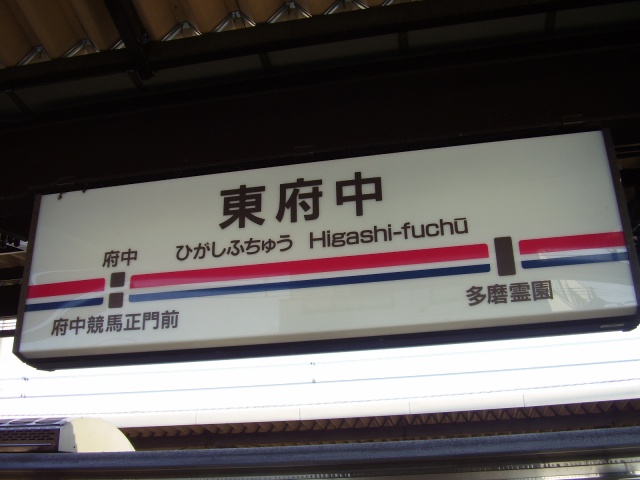 東府中
ひがしふちゅう Higashi-fuchū
府中
府中競馬正門前
多磨霊園